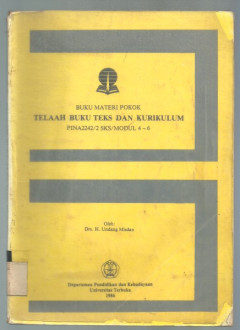 BUKU MATERI POKOK
TELAAH BUKU TEKS DAN KURIKULUM
PINA2242/2 SKS/MODUL 4 – 6
Oleh:
Drs. H. Undang Misdan
Departemen Pendidikan dan Kebudayaan
Universitas Terbuka
1986